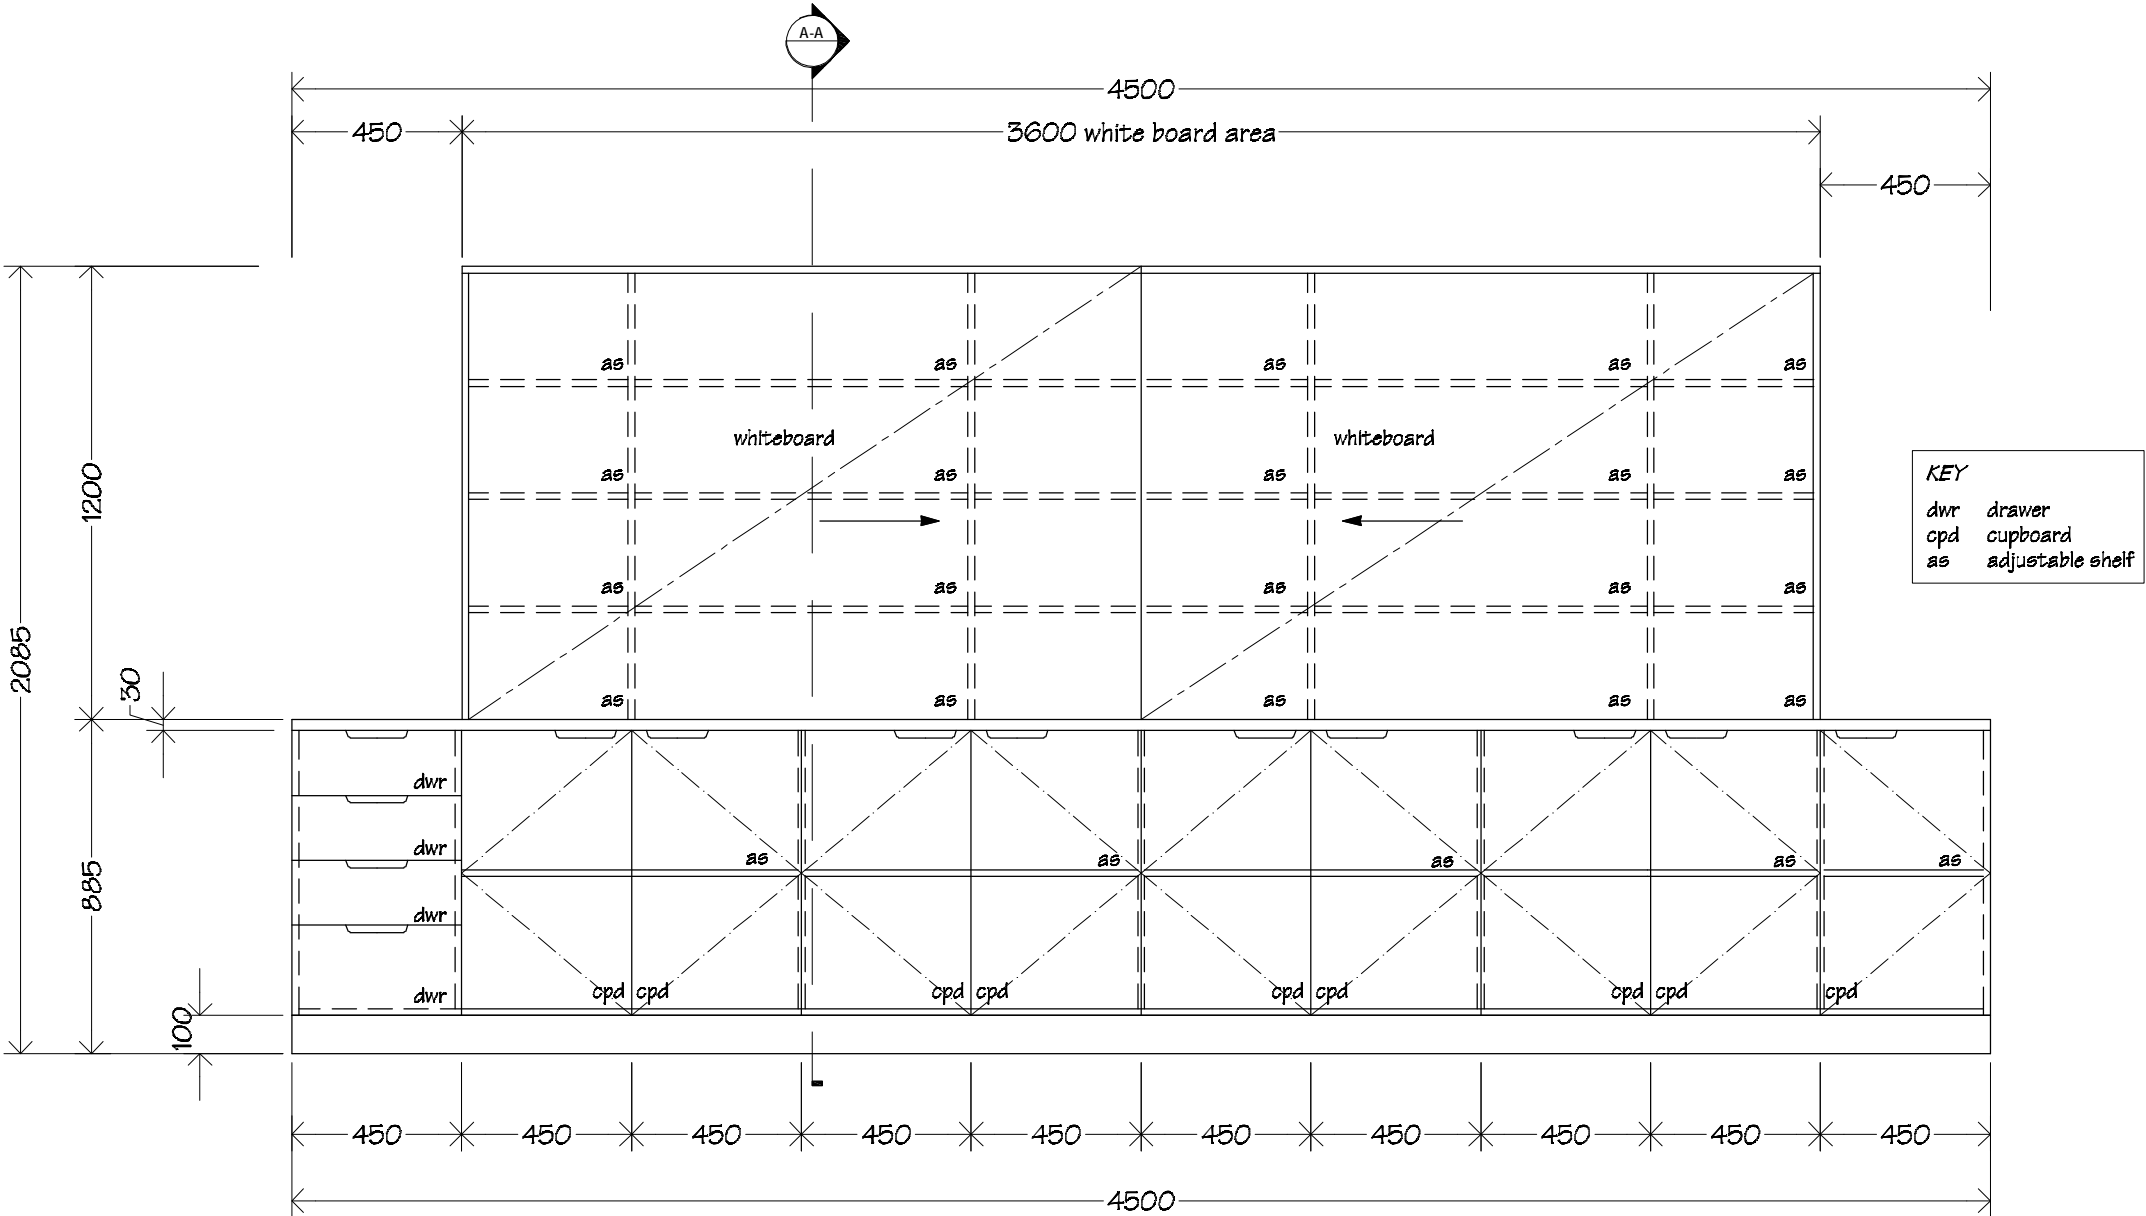 A-A
4500
450
3600 white board area
450
as as as as as
whiteboard whiteboard
as as as as as
as as as as as
as as as as as
KEY
dwr drawer
cpd cupboard
as adjustable shelf
2085
1200
30
885
100
dwr
dwr
as as as as as
dwr
dwr
cpd cpd cpd cpd cpd cpd cpd cpd cpd
450 450 450 450 450 450 450 450 450 450
4500